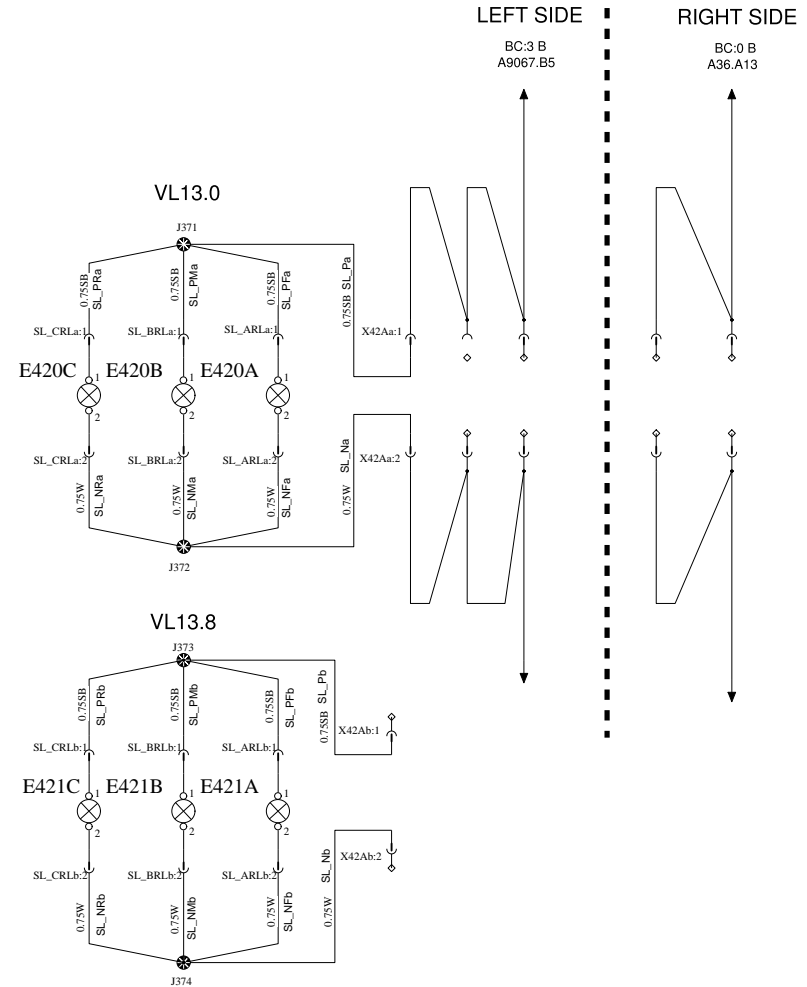 LEFT SIDE
RIGHT SIDE
BC:3 B
A9067.B5
BC:0 B
A36.A13
VL13.0
J371
0.75SB
SL_PRa
0.75SB
SL_PMa
0.75SB
SL_PFa
0.75SB
SL_Pa
SL_CRLa:1
SL_BRLa:1
SL_ARLa:1
X42Aa:1
E420C
1
2
E420B
1
2
E420A
1
2
SL_CRLa:2
SL_BRLa:2
SL_ARLa:2
X42Aa:2
0.75W
SL_NRa
0.75W
SL_NMa
0.75W
SL_NFa
0.75W
SL_Na
J372
VL13.8
J373
0.75SB
SL_PRb
0.75SB
SL_PMb
0.75SB
SL_PFb
0.75SB
SL_Pb
SL_CRLb:1
SL_BRLb:1
SL_ARLb:1
X42Ab:1
E421C
1
2
E421B
1
2
E421A
1
2
SL_CRLb:2
SL_BRLb:2
SL_ARLb:2
X42Ab:2
0.75W
SL_NRb
0.75W
SL_NMb
0.75W
SL_NFb
0.75W
SL_Nb
J374